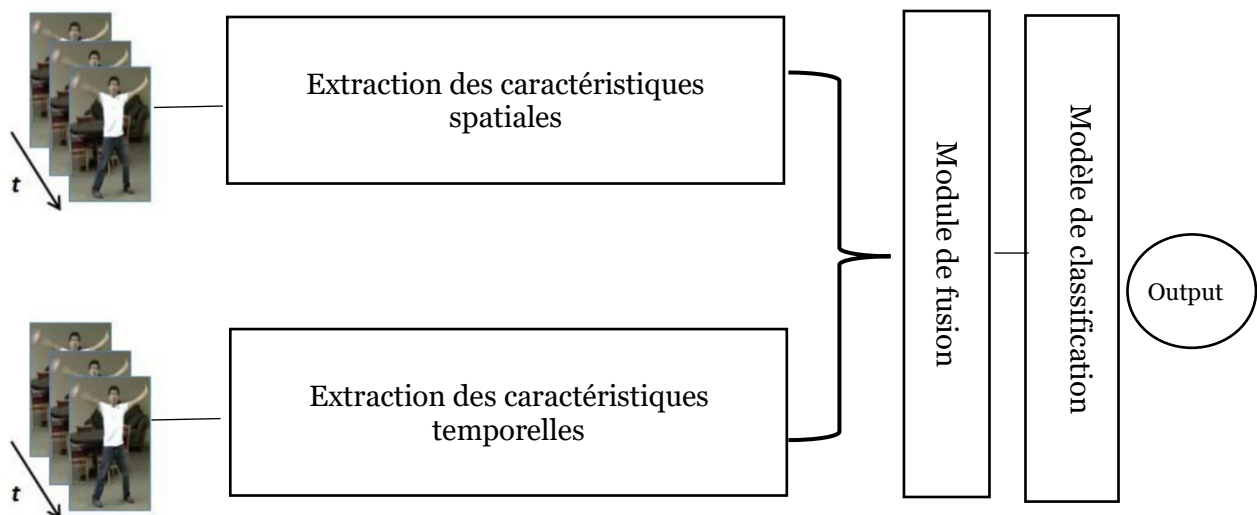 t
Extraction des caractéristiques
spatiales
t
Extraction des caractéristiques
temporelles
Module de fusion
Modèle de classification
Output